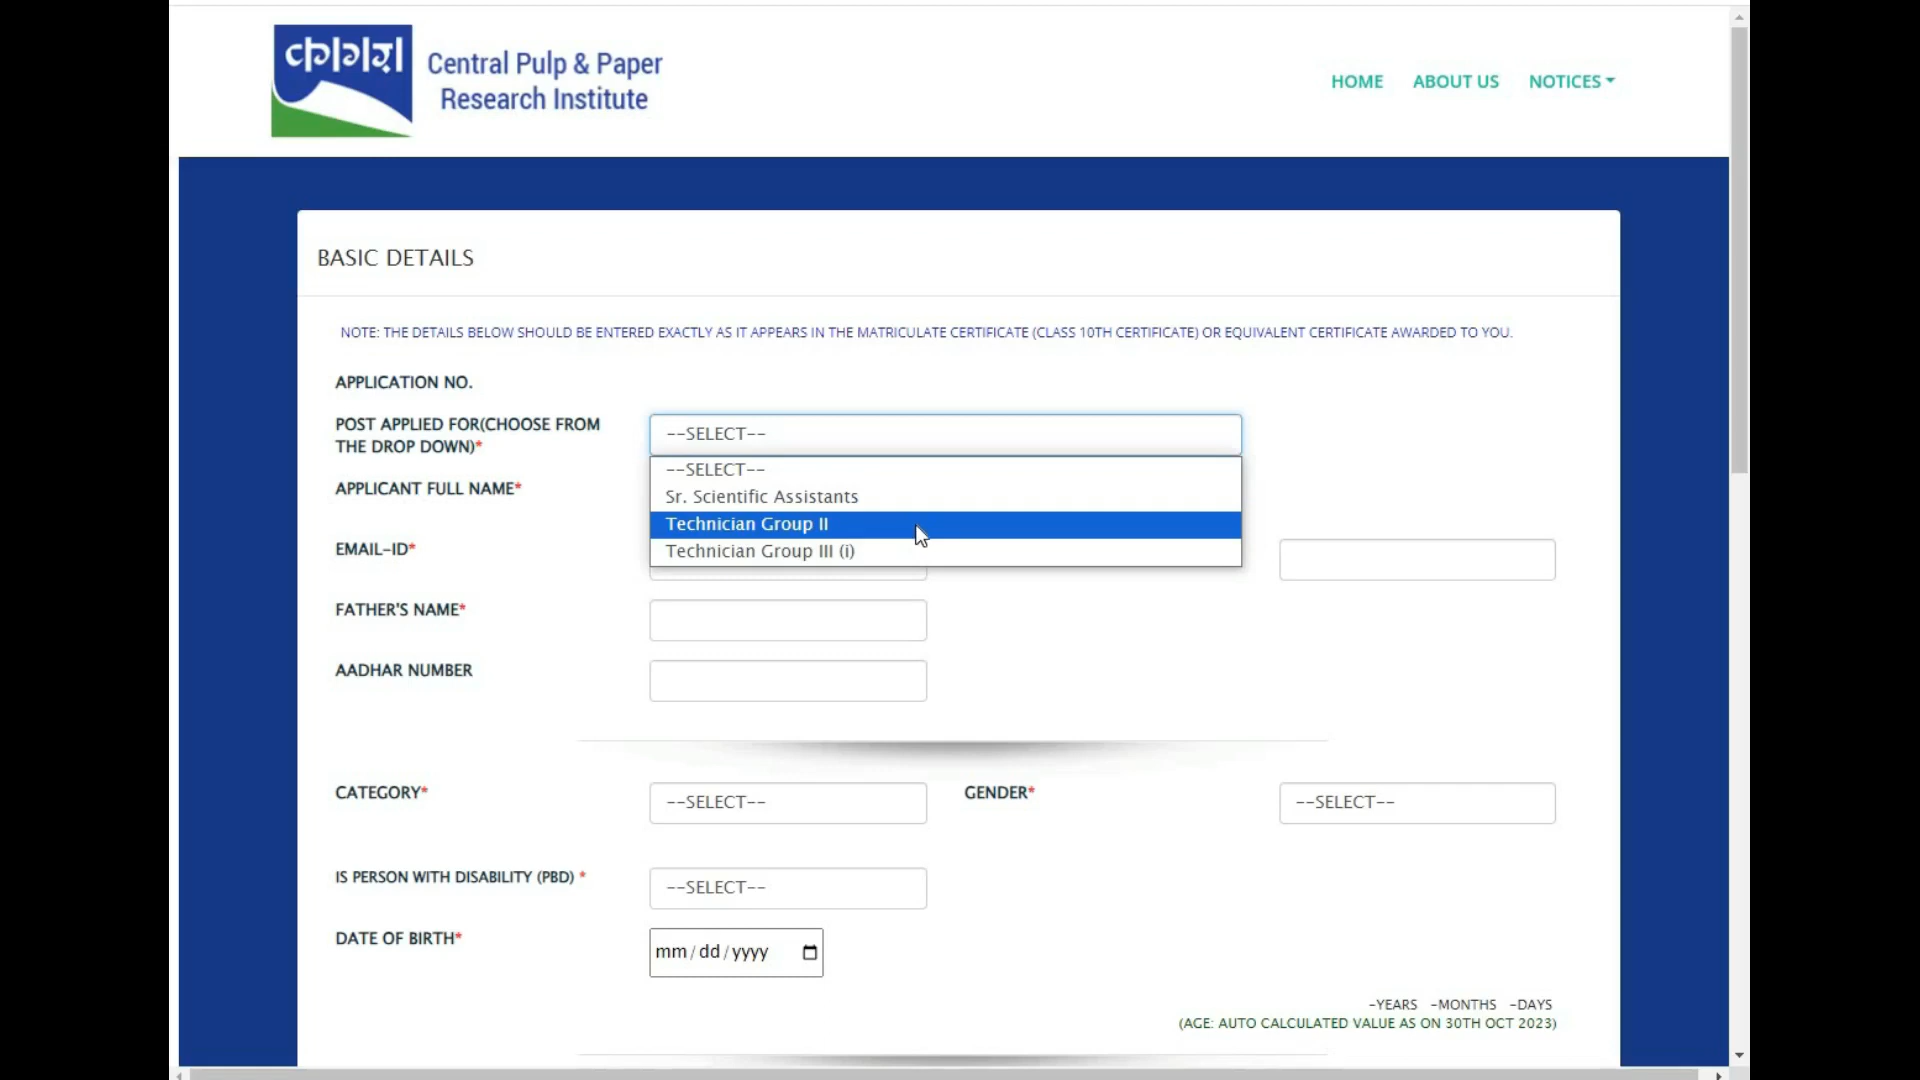 कागरा
Central Pulp & Paper
Research Institute
HOME ABOUT US NOTICES
BASIC DETAILS
NOTE: THE DETAILS BELOW SHOULD BE ENTERED EXACTLY AS IT APPEARS IN THE MATRICULATE CERTIFICATE (CLASS 10TH CERTIFICATE) OR EQUIVALENT CERTIFICATE AWARDED TO YOU.
APPLICATION NO.
POST APPLIED FOR(CHOOSE FROM
THE DROP DOWN)*
--SELECT--
--SELECT--
Sr. Scientific Assistants
Technician Group II
Technician Group III (i)
APPLICANT FULL NAME*
EMAIL-ID*
FATHER'S NAME*
AADHAR NUMBER
CATEGORY* --SELECT-- GENDER* --SELECT--
IS PERSON WITH DISABILITY (PBD) * --SELECT--
DATE OF BIRTH* mm/dd/yyyy
-YEARS -MONTHS -DAYS
(AGE: AUTO CALCULATED VALUE AS ON 30TH OCT 2023)